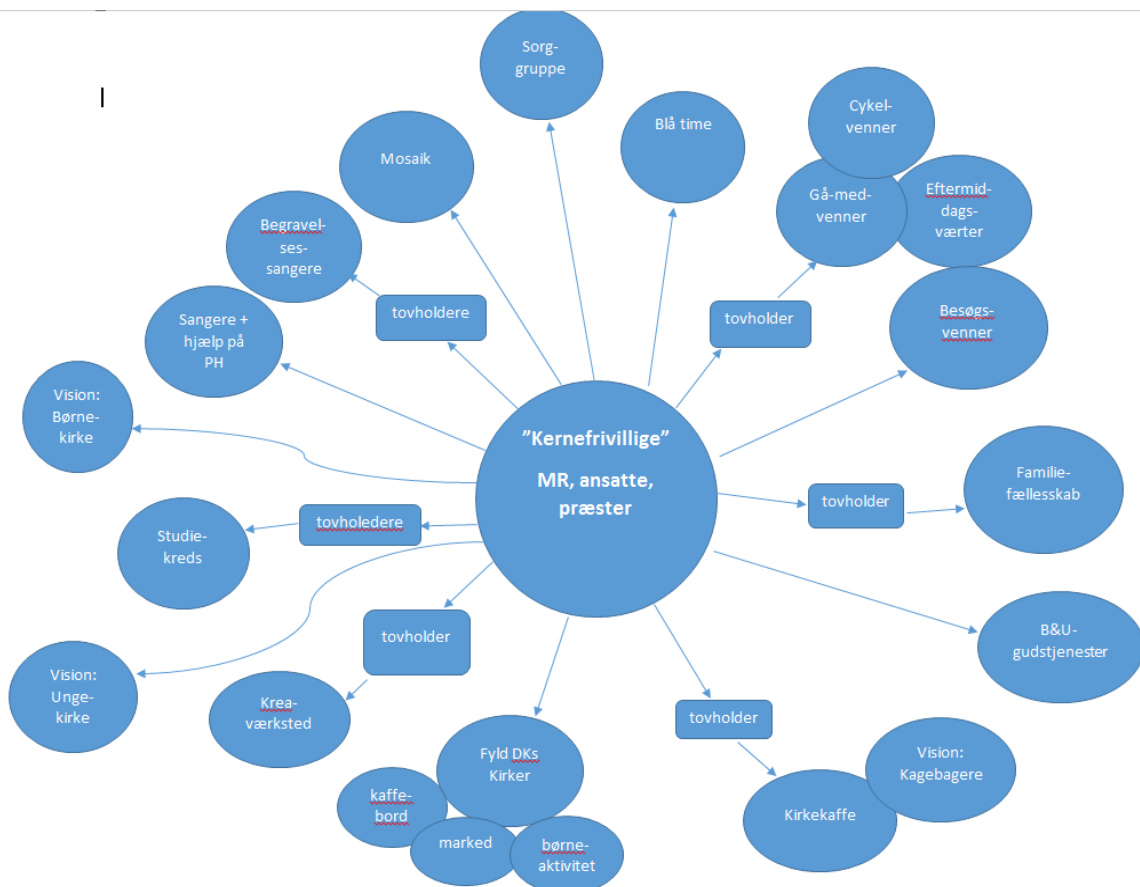 Sorg-
gruppe
Blå time
Cykel-
venner
Mosaik
Gå-med-
venner
Eftermid-
dags-
værter
Begravel-
ses-
sangere
tovholdere
tovholder
Besøgs-
venner
Sangere +
hjælp på
PH
Vision:
Børne-
kirke
"Kernefrivillige"
MR, ansatte,
præster
Familie-
fællesskab
tovholder
tovholedere
Studie-
kreds
B&U-
gudstjenester
tovholder
Vision:
Unge-
kirke
Krea-
værksted
tovholder
Fyld DKs
Kirker
Vision:
Kagebagere
kaffe-
bord
Kirkekaffe
marked
børne-
aktivitet